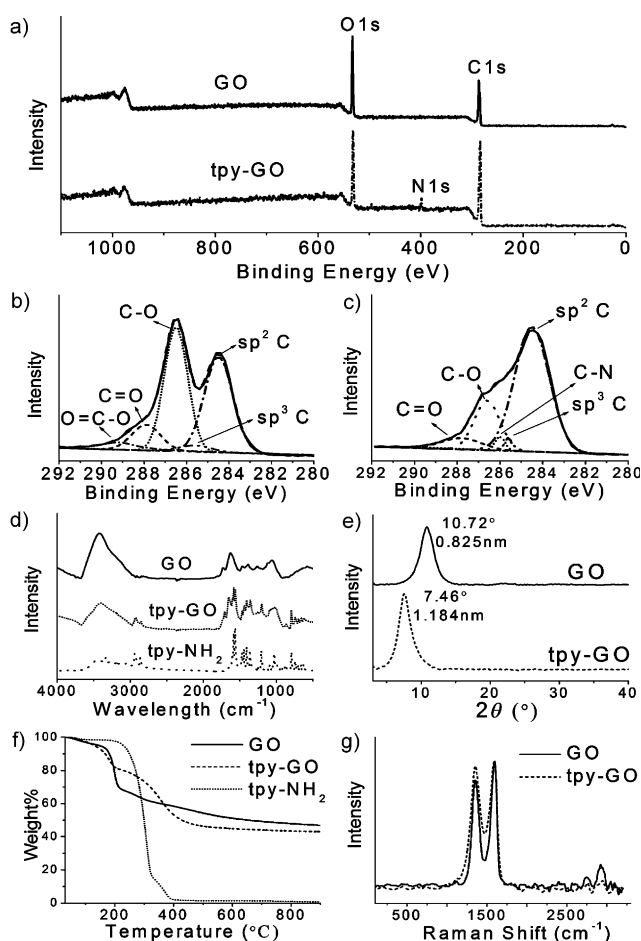 a)
O1s
C1s
GO
tpy-GO
N1s
Intensity
1000 800 600 400 200 0
Binding Energy (eV)
b)
C-O
sp² C
C=O
O=C-O
sp³ C
Intensity
292 290 288 286 284 282 280
Binding Energy (eV)
c)
sp² C
C-O
C-N
C=O
sp³ C
Intensity
292 290 288 286 284 282 280
Binding Energy (eV)
d)
GO
tpy-GO
tpy-NH₂
Intensity
4000 3000 2000 1000
Wavelength (cm⁻¹)
e)
10.72°
0.825nm
GO
7.46°
1.184nm
tpy-GO
Intensity
10 20 30 40
2θ (°)
f)
GO
tpy-GO
tpy-NH₂
Weight%
100
80
60
40
20
0
200 400 600 800
Temperature (°C)
g)
GO
tpy-GO
Intensity
500 1500 2500
Raman Shift (cm⁻¹)